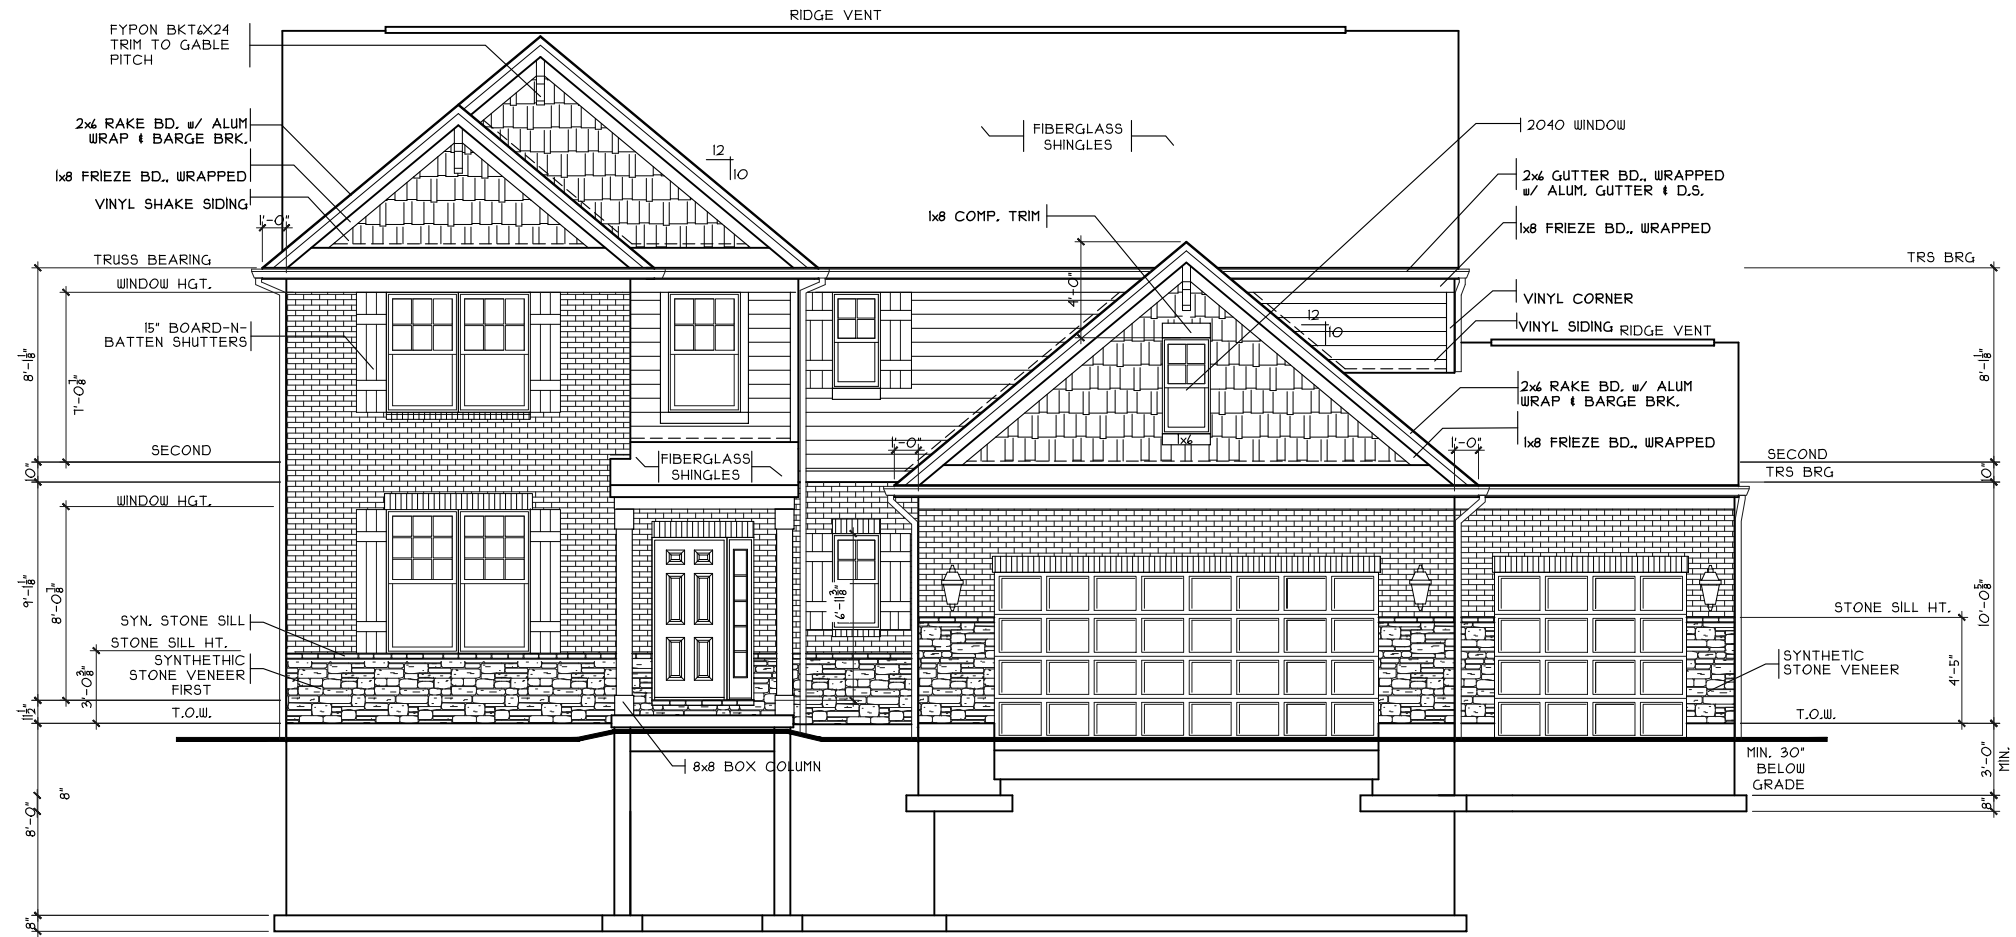 RIDGE VENT
FYPON BKT6X24
TRIM TO GABLE
PITCH
2x6 RAKE BD. w/ ALUM
WRAP & BARGE BRK.
1x8 FRIEZE BD., WRAPPED
VINYL SHAKE SIDING
1'-0"
12
10
FIBERGLASS
SHINGLES
2040 WINDOW
2x6 GUTTER BD., WRAPPED
w/ ALUM. GUTTER & D.S.
1x8 COMP. TRIM
1x8 FRIEZE BD., WRAPPED
TRUSS BEARING
TRS BRG
WINDOW HGT.
4'-0"
VINYL CORNER
12
10
VINYL SIDING
RIDGE VENT
15" BOARD-N-
BATTEN SHUTTERS
8'-1 1/8"
7'-0 7/8"
8'-1 1/8"
2x6 RAKE BD. w/ ALUM
WRAP & BARGE BRK.
1'-0"
1x6
1'-0"
1x8 FRIEZE BD., WRAPPED
SECOND
SECOND
10"
FIBERGLASS
SHINGLES
TRS BRG
10"
WINDOW HGT.
9'-1 1/8"
8'-0 7/8"
6'-11 3/8"
10'-0 5/8"
STONE SILL HT.
SYN. STONE SILL
STONE SILL HT.
SYNTHETHIC
STONE VENEER
FIRST
3'-0 3/8"
SYNTHETIC
STONE VENEER
4'-5"
11 1/2"
T.O.W.
T.O.W.
8x8 BOX COLUMN
MIN. 30"
BELOW
GRADE
3'-0"
MIN.
8"
8'-0"
8"
8"